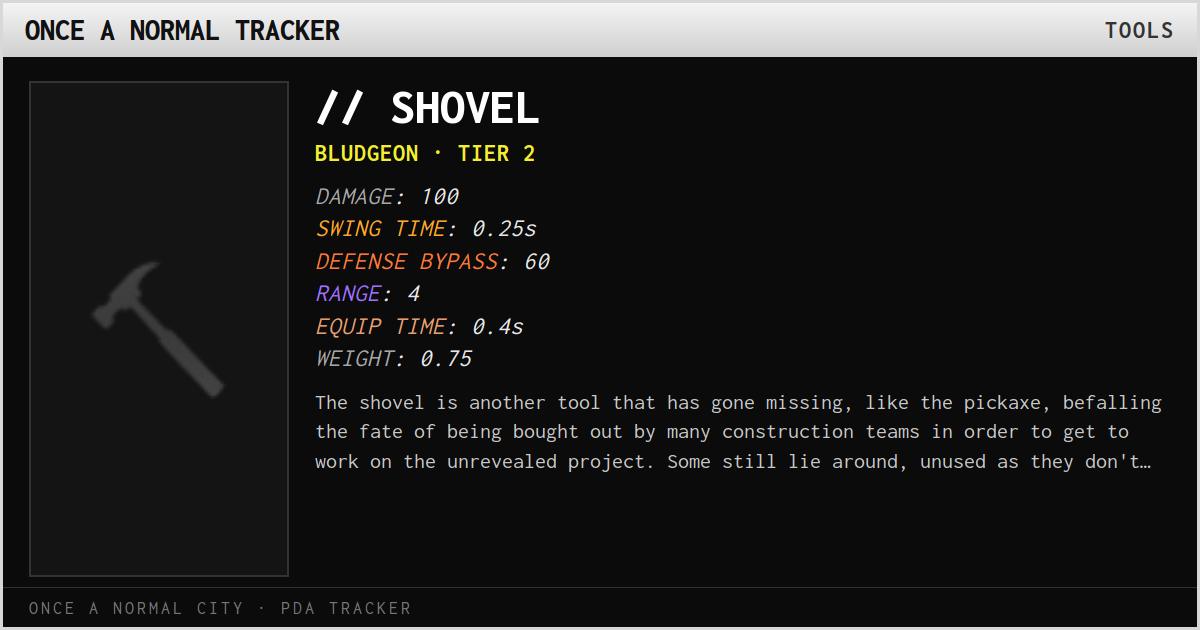 ONCE A NORMAL TRACKER
TOOLS
// SHOVEL
BLUDGEON · TIER 2
DAMAGE: 100
SWING TIME: 0.25s
DEFENSE BYPASS: 60
RANGE: 4
EQUIP TIME: 0.4s
WEIGHT: 0.75
The shovel is another tool that has gone missing, like the pickaxe, befalling
the fate of being bought out by many construction teams in order to get to
work on the unrevealed project. Some still lie around, unused as they don't…
ONCE A NORMAL CITY · PDA TRACKER